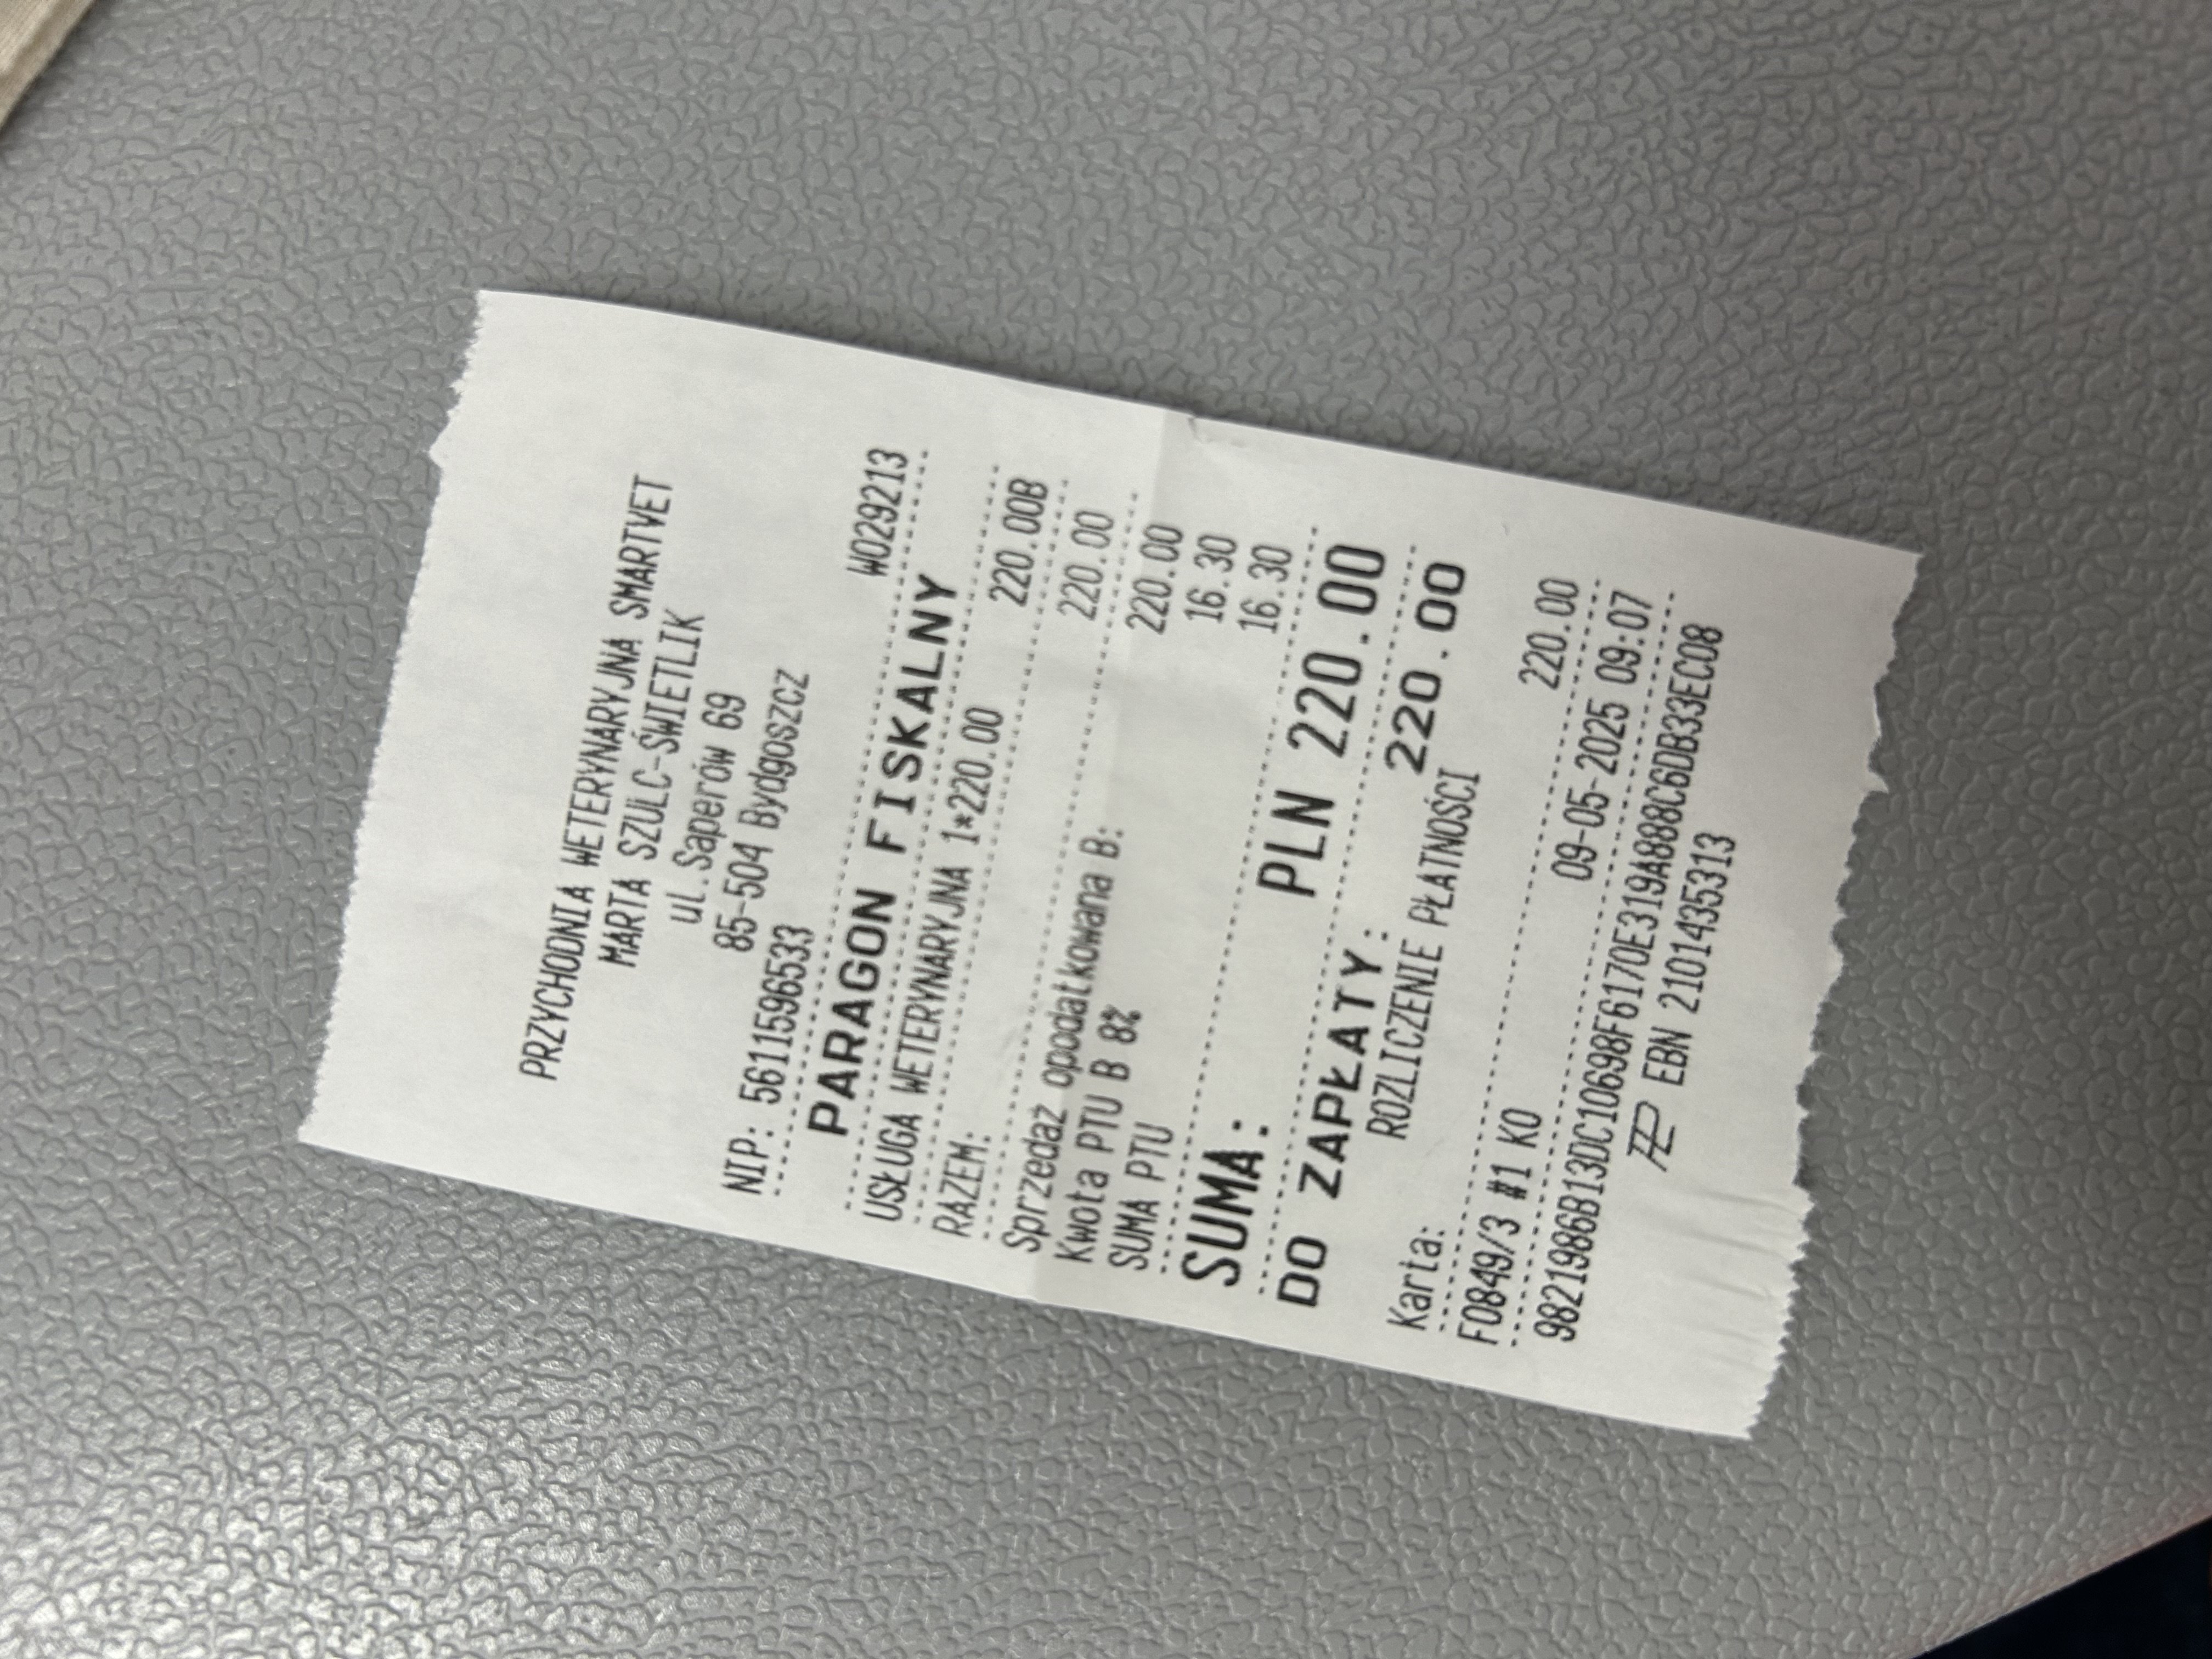 PRZYCHODNIA WETERYNARYJNA SMARTVET
MARTA SZULC-ŚWIETLIK
ul.Saperów 69
85-504 Bydgoszcz
NIP: 5611596533 W029213
PARAGON FISKALNY
USŁUGA WETERYNARYJNA 1*220.00 220.00B
RAZEM: 220.00
Sprzedaż opodatkowana B: 220.00
Kwota PTU B 8% 16.30
SUMA PTU 16.30
SUMA: PLN 220.00
DO ZAPŁATY: 220.00
ROZLICZENIE PŁATNOŚCI
Karta: 220.00
F0849/3 #1 KO 09-05-2025 09:07
9821986B13DC10698F6170E319A888C6DB33EC08
EBN 2101435313